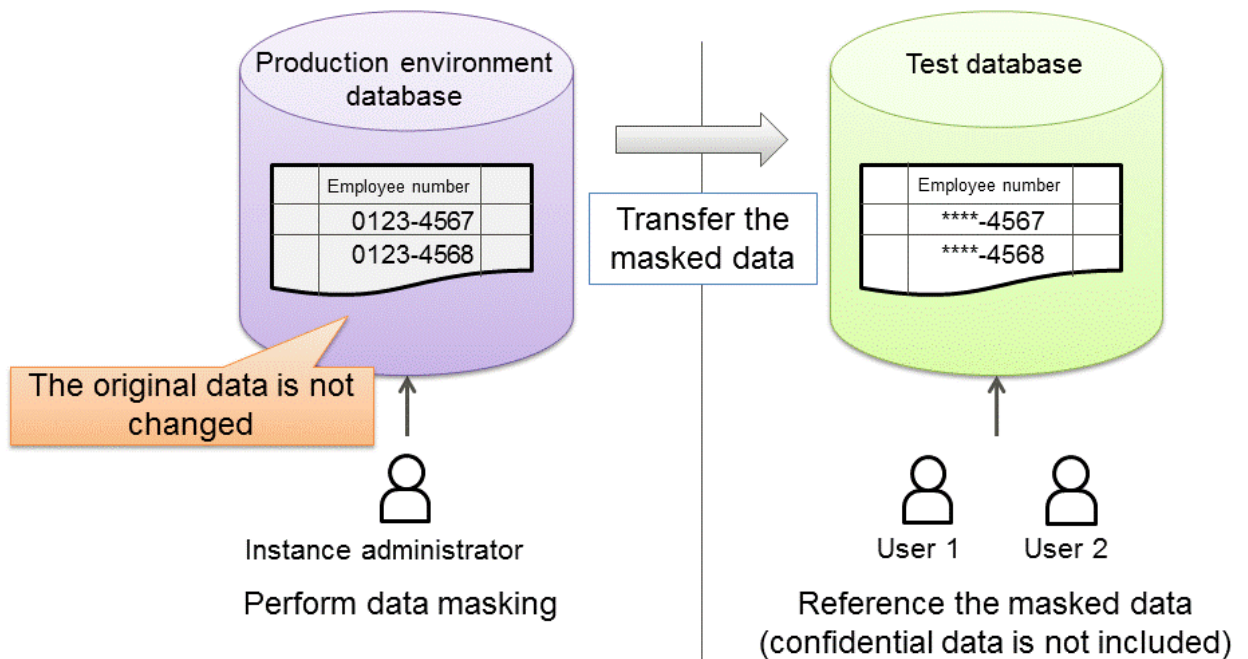 Production environment
database
Employee number
0123-4567
0123-4568
The original data is not
changed
Instance administrator
Perform data masking
Transfer the
masked data
Test database
Employee number
****-4567
****-4568
User 1
User 2
Reference the masked data
(confidential data is not included)